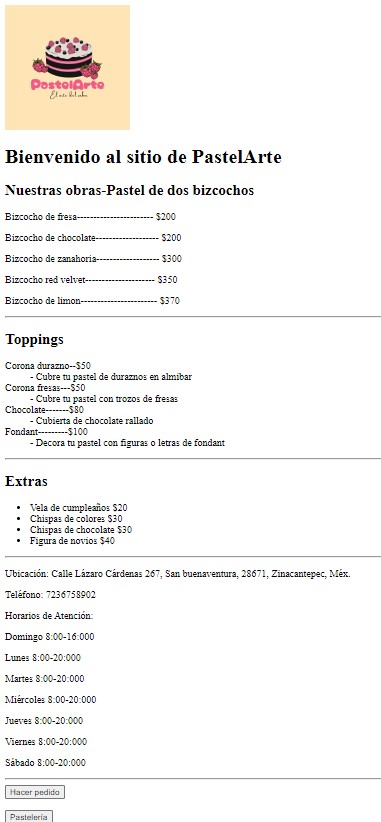 PastelArte
El arte del sabor
Bienvenido al sitio de PastelArte
Nuestras obras-Pastel de dos bizcochos
Bizcocho de fresa----------------------- $200
Bizcocho de chocolate------------------- $200
Bizcocho de zanahoria------------------- $300
Bizcocho red velvet--------------------- $350
Bizcocho de limon----------------------- $370
Toppings
Corona durazno--$50
- Cubre tu pastel de duraznos en almibar
Corona fresas---$50
- Cubre tu pastel con trozos de fresas
Chocolate-------$80
- Cubierta de chocolate rallado
Fondant---------$100
- Decora tu pastel con figuras o letras de fondant
Extras
• Vela de cumpleaños $20
• Chispas de colores $30
• Chispas de chocolate $30
• Figura de novios $40
Ubicación: Calle Lázaro Cárdenas 267, San buenaventura, 28671, Zinacantepec, Méx.
Teléfono: 7236758902
Horarios de Atención:
Domingo 8:00-16:000
Lunes 8:00-20:000
Martes 8:00-20:000
Miércoles 8:00-20:000
Jueves 8:00-20:000
Viernes 8:00-20:000
Sábado 8:00-20:000
Hacer pedido
Pastelería